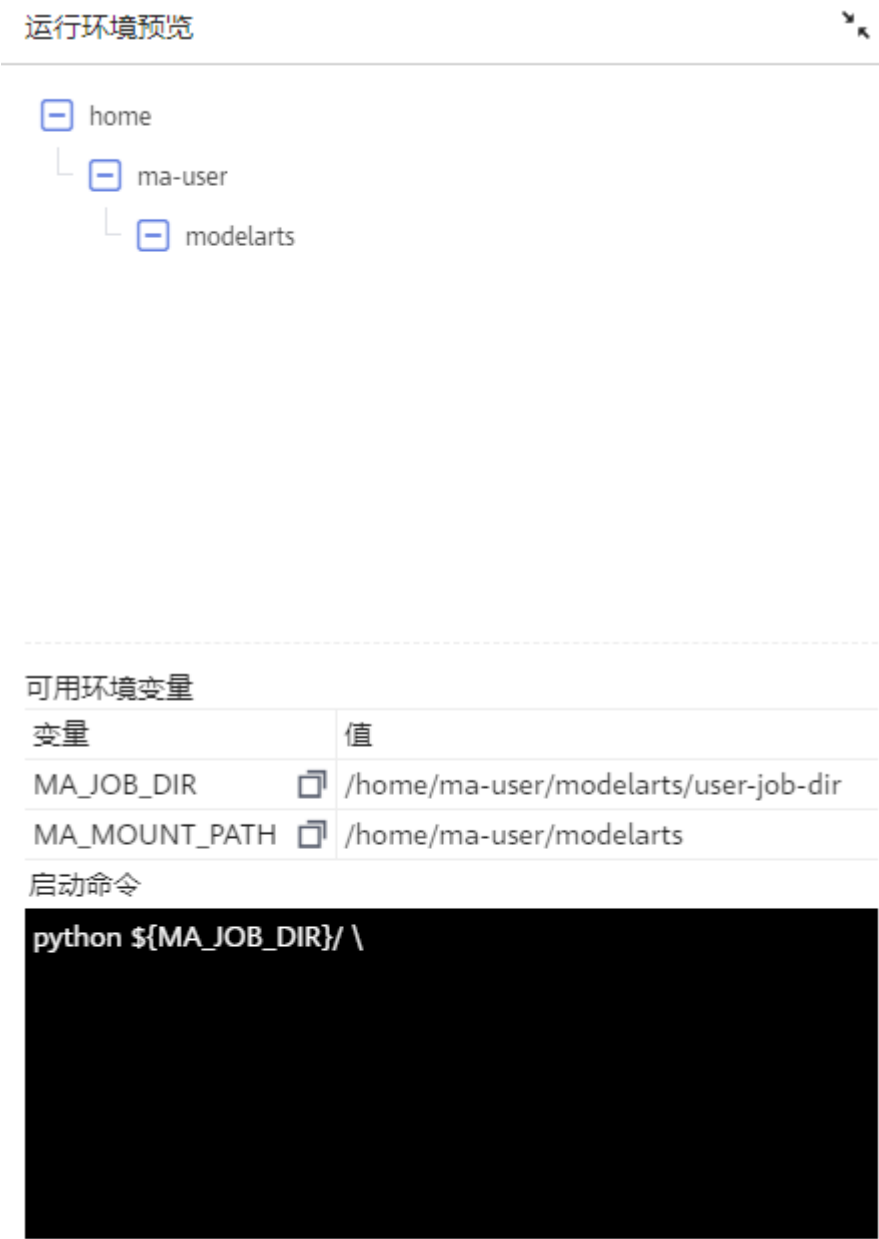 运行环境预览
home
ma-user
modelarts
可用环境变量
变量 值
MA_JOB_DIR /home/ma-user/modelarts/user-job-dir
MA_MOUNT_PATH /home/ma-user/modelarts
启动命令
python ${MA_JOB_DIR}/ \